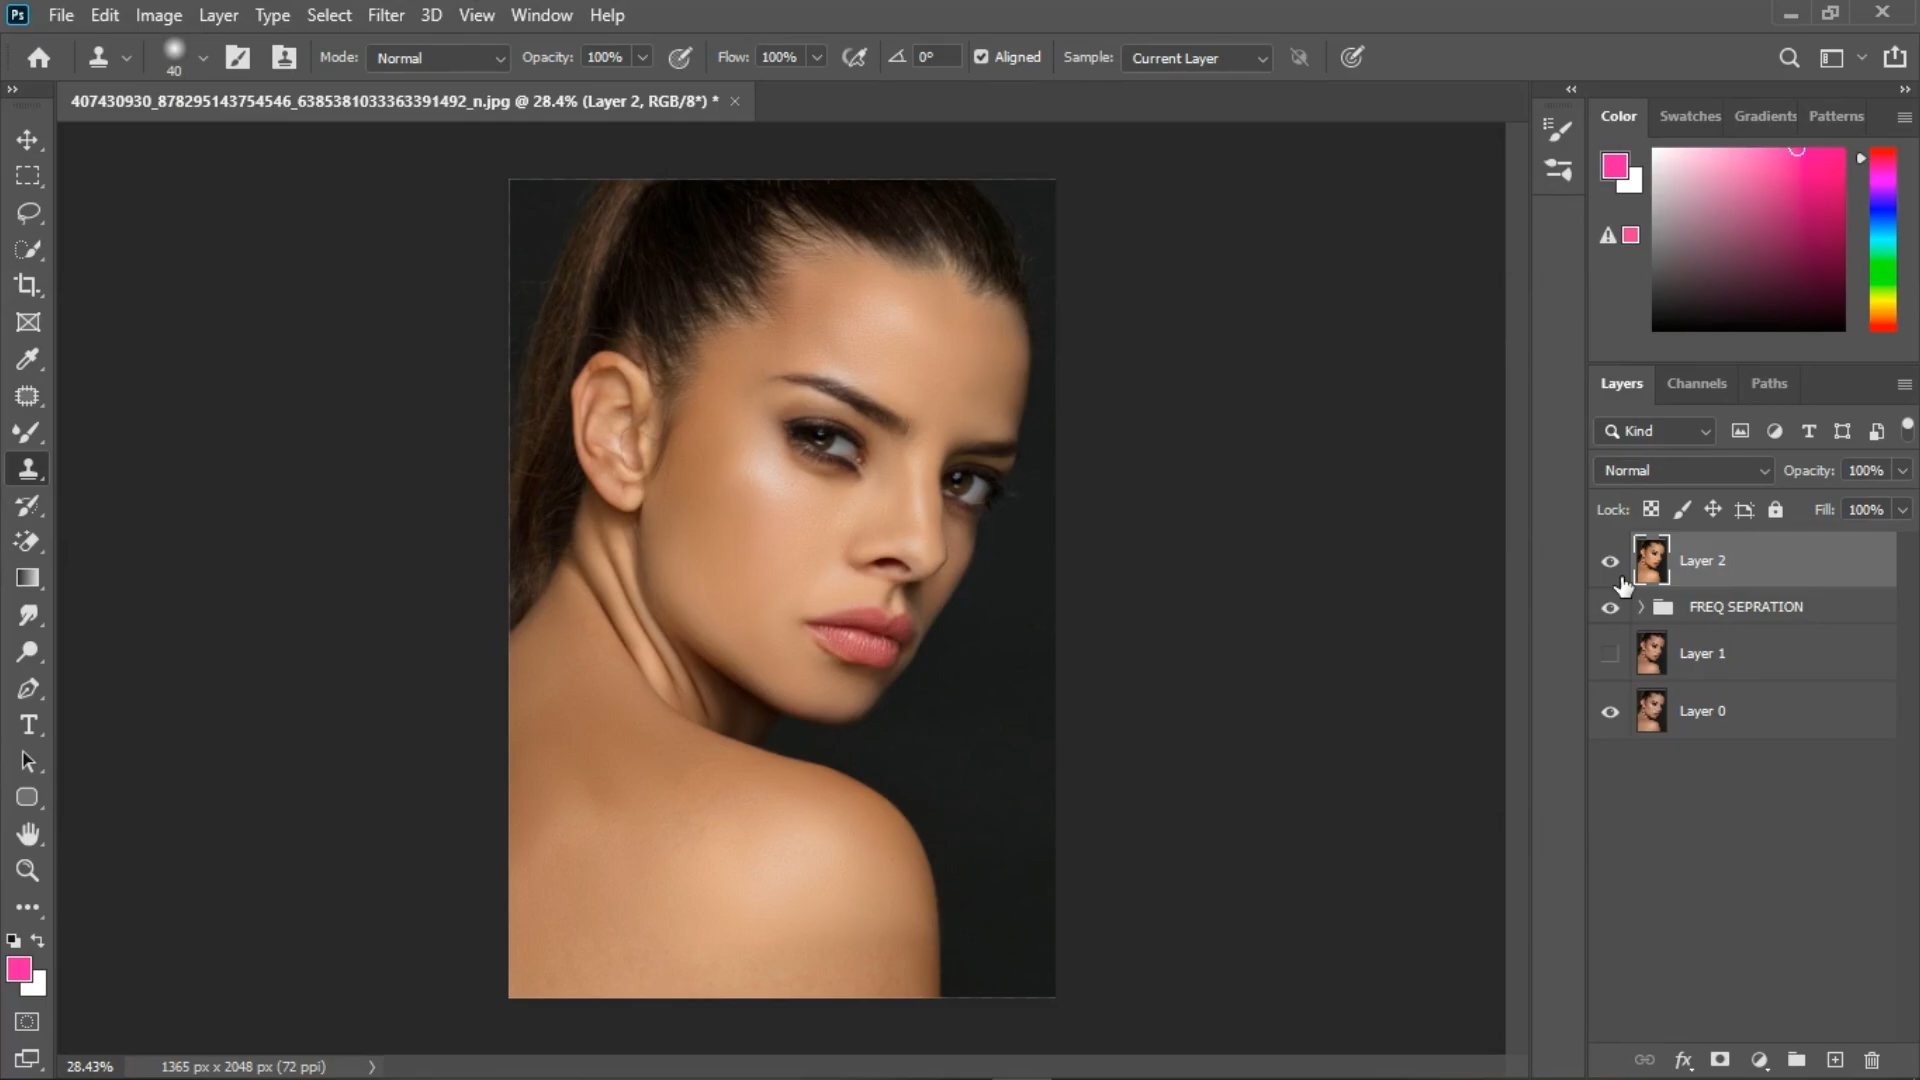 Ps File Edit Image Layer Type Select Filter 3D View Window Help
40 Mode: Normal Opacity: 100% Flow: 100% 0° Aligned Sample: Current Layer
407430930_878295143754546_6385381033363391492_n.jpg @ 28.4% (Layer 2, RGB/8*) *
Color Swatches Gradients Patterns
Layers Channels Paths
Kind
Normal Opacity: 100%
Lock: Fill: 100%
Layer 2
FREQ SEPRATION
Layer 1
Layer 0
28.43% 1365 px x 2048 px (72 ppi)